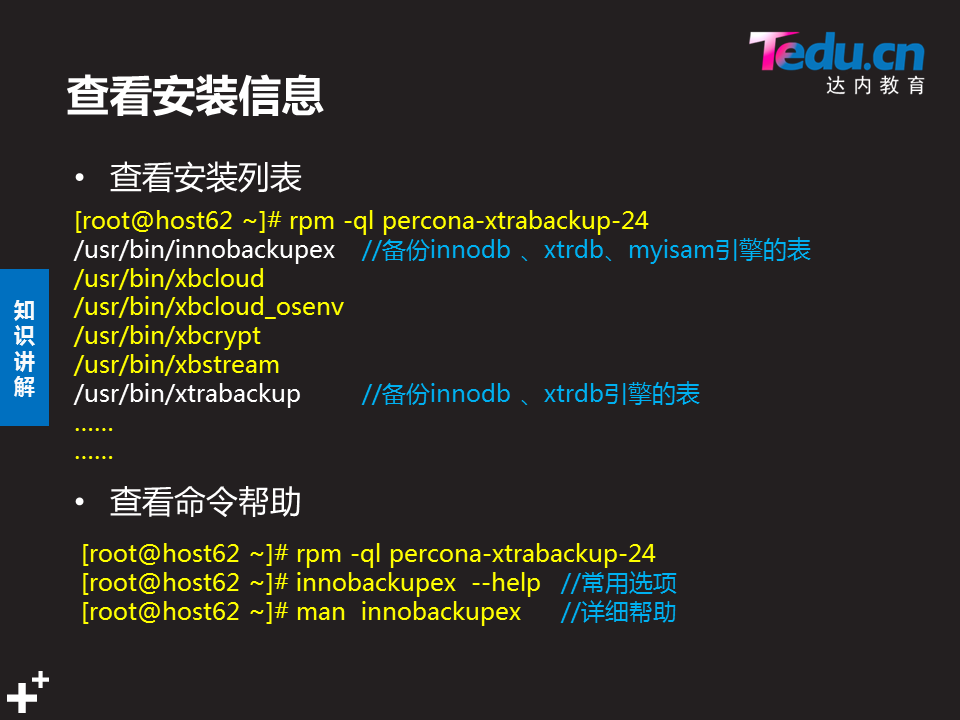 Tedu.cn
达内教育
查看安装信息
• 查看安装列表
[root@host62 ~]# rpm -ql percona-xtrabackup-24
/usr/bin/innobackupex //备份innodb 、xtrdb、myisam引擎的表
/usr/bin/xbcloud
/usr/bin/xbcloud_osenv
/usr/bin/xbcrypt
/usr/bin/xbstream
/usr/bin/xtrabackup //备份innodb 、xtrdb引擎的表
……
……
知识讲解
• 查看命令帮助
[root@host62 ~]# rpm -ql percona-xtrabackup-24
[root@host62 ~]# innobackupex --help //常用选项
[root@host62 ~]# man innobackupex //详细帮助